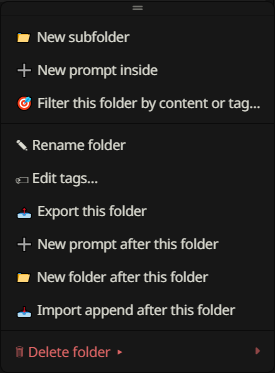 New subfolder
New prompt inside
Filter this folder by content or tag...
Rename folder
Edit tags...
Export this folder
New prompt after this folder
New folder after this folder
Import append after this folder
Delete folder